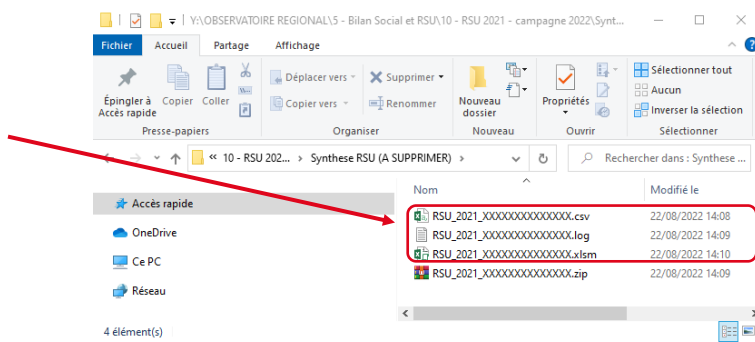 Y:\OBSERVATOIRE REGIONAL\5 - Bilan Social et RSU\10 - RSU 2021 - campagne 2022\Synt...
Fichier Accueil Partage Affichage
Épingler à Accès rapide
Copier
Coller
Déplacer vers
Copier vers
Supprimer
Renommer
Nouveau dossier
Propriétés
Sélectionner tout
Aucun
Inverser la sélection
Presse-papiers Organiser Nouveau Ouvrir Sélectionner
« 10 - RSU 202... › Synthese RSU (A SUPPRIMER) ›
Rechercher dans : Synthese ...
Accès rapide
OneDrive
Ce PC
Réseau
Nom Modifié le
RSU_2021_XXXXXXXXXXXXXX.csv 22/08/2022 14:08
RSU_2021_XXXXXXXXXXXXXX.log 22/08/2022 14:09
RSU_2021_XXXXXXXXXXXXXX.xlsm 22/08/2022 14:10
RSU_2021_XXXXXXXXXXXXXX.zip 22/08/2022 14:09
4 élément(s)